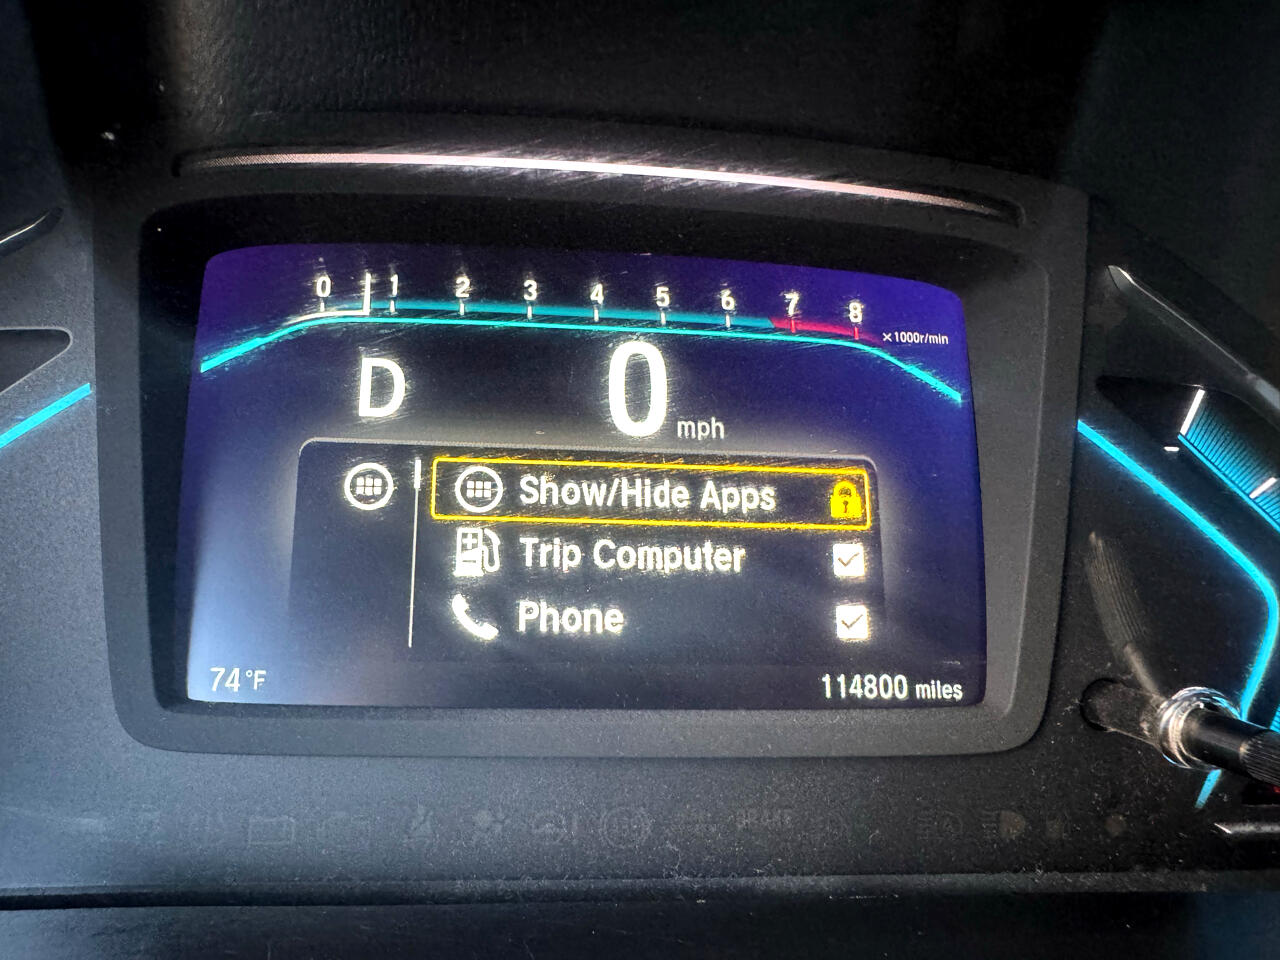 0 1 2 3 4 5 6 7 8
×1000r/min
D 0 mph
Show/Hide Apps
Trip Computer
Phone
74°F 114800 miles
BRAKE